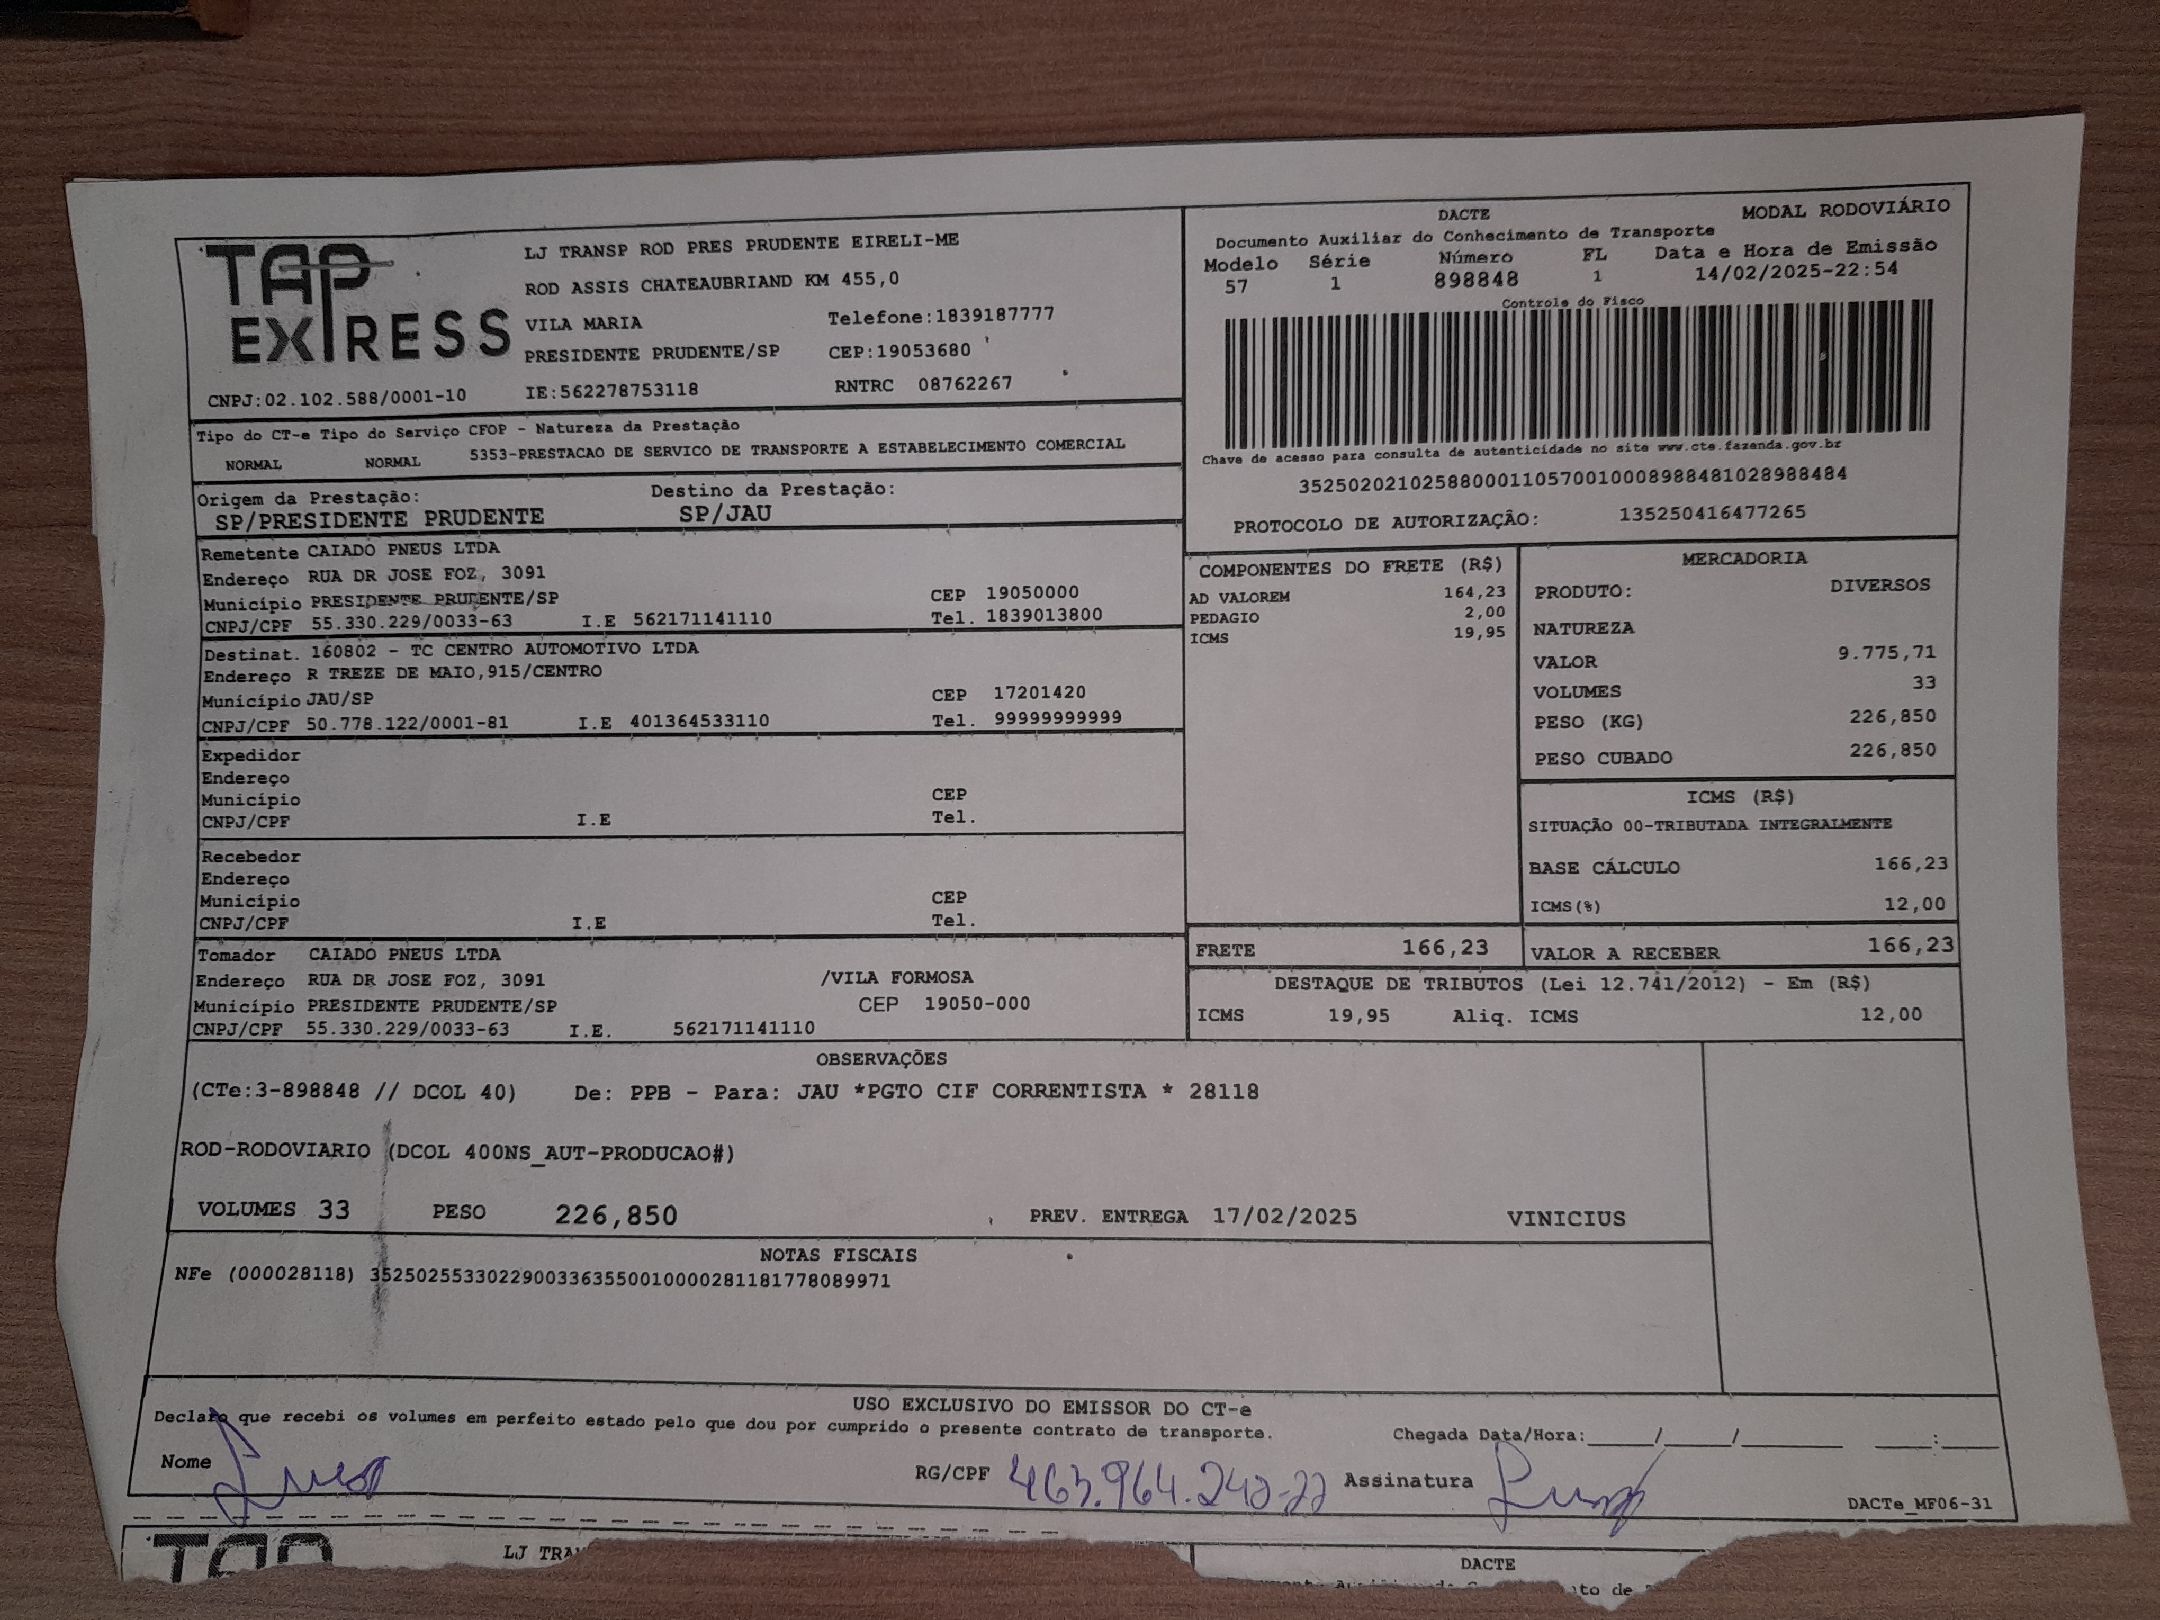 TAP EXPRESS
LJ TRANSP ROD PRES PRUDENTE EIRELI-ME
ROD ASSIS CHATEAUBRIAND KM 455,0
VILA MARIA Telefone:1839187777
PRESIDENTE PRUDENTE/SP CEP:19053680
CNPJ:02.102.588/0001-10 IE:562278753118 RNTRC 08762267
DACTE MODAL RODOVIÁRIO
Documento Auxiliar do Conhecimento de Transporte
Modelo Série Número FL Data e Hora de Emissão
57 1 898848 1 14/02/2025-22:54
Controle do Fisco
Chave de acesso para consulta de autenticidade no site www.cte.fazenda.gov.br
35250202102588000110570010008988481028988484
PROTOCOLO DE AUTORIZAÇÃO: 135250416477265
Tipo do CT-e Tipo do Serviço CFOP - Natureza da Prestação
NORMAL NORMAL 5353-PRESTACAO DE SERVICO DE TRANSPORTE A ESTABELECIMENTO COMERCIAL
Origem da Prestação: Destino da Prestação:
SP/PRESIDENTE PRUDENTE SP/JAU
Remetente CAIADO PNEUS LTDA
Endereço RUA DR JOSE FOZ, 3091
Município PRESIDENTE PRUDENTE/SP CEP 19050000
CNPJ/CPF 55.330.229/0033-63 I.E 562171141110 Tel. 1839013800
Destinat. 160802 - TC CENTRO AUTOMOTIVO LTDA
Endereço R TREZE DE MAIO,915/CENTRO
Município JAU/SP CEP 17201420
CNPJ/CPF 50.778.122/0001-81 I.E 401364533110 Tel. 99999999999
Expedidor
Endereço
Município CEP
CNPJ/CPF I.E Tel.
Recebedor
Endereço
Município CEP
CNPJ/CPF I.E Tel.
Tomador CAIADO PNEUS LTDA
Endereço RUA DR JOSE FOZ, 3091 /VILA FORMOSA
Município PRESIDENTE PRUDENTE/SP CEP 19050-000
CNPJ/CPF 55.330.229/0033-63 I.E. 562171141110
COMPONENTES DO FRETE (R$)
AD VALOREM 164,23
PEDAGIO 2,00
ICMS 19,95
MERCADORIA
PRODUTO: DIVERSOS
NATUREZA
VALOR 9.775,71
VOLUMES 33
PESO (KG) 226,850
PESO CUBADO 226,850
ICMS (R$)
SITUAÇÃO 00-TRIBUTADA INTEGRALMENTE
BASE CÁLCULO 166,23
ICMS(%) 12,00
FRETE 166,23 VALOR A RECEBER 166,23
DESTAQUE DE TRIBUTOS (Lei 12.741/2012) - Em (R$)
ICMS 19,95 Aliq. ICMS 12,00
OBSERVAÇÕES
(CTe:3-898848 // DCOL 40) De: PPB - Para: JAU *PGTO CIF CORRENTISTA * 28118
ROD-RODOVIARIO (DCOL 400NS_AUT-PRODUCAO#)
VOLUMES 33 PESO 226,850 PREV. ENTREGA 17/02/2025 VINICIUS
NOTAS FISCAIS
NFe (000028118) 35250255330229003363550010000281181778089971
USO EXCLUSIVO DO EMISSOR DO CT-e
Declaro que recebi os volumes em perfeito estado pelo que dou por cumprido o presente contrato de transporte.
Chegada Data/Hora:____/____/______ ___:___
Nome RG/CPF 463.964.242-22 Assinatura
DACTe_MF06-31
TAP
LJ TRA
DACTE